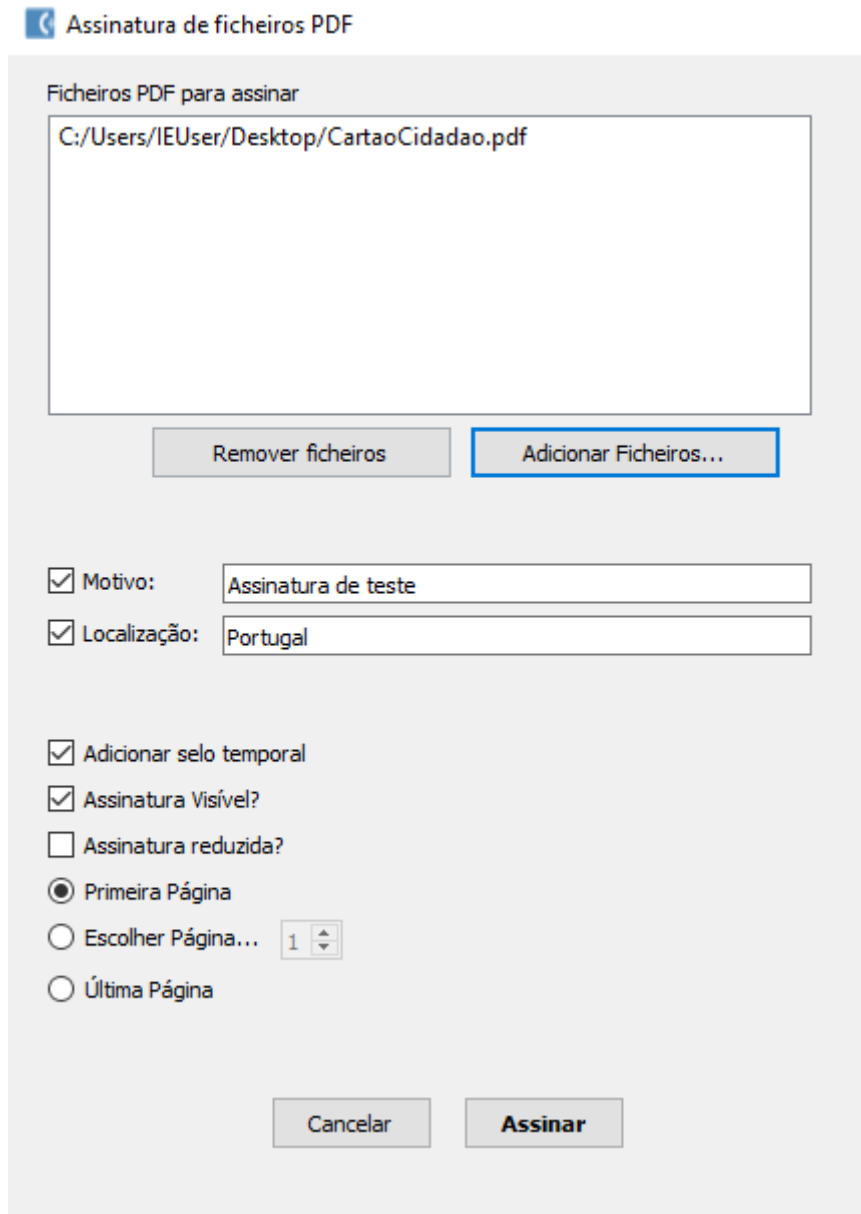 Assinatura de ficheiros PDF
Ficheiros PDF para assinar
C:/Users/IEUser/Desktop/CartaoCidadao.pdf
Remover ficheiros Adicionar Ficheiros...
Motivo: Assinatura de teste
Localização: Portugal
Adicionar selo temporal
Assinatura Visível?
Assinatura reduzida?
Primeira Página
Escolher Página... 1
Última Página
Cancelar Assinar